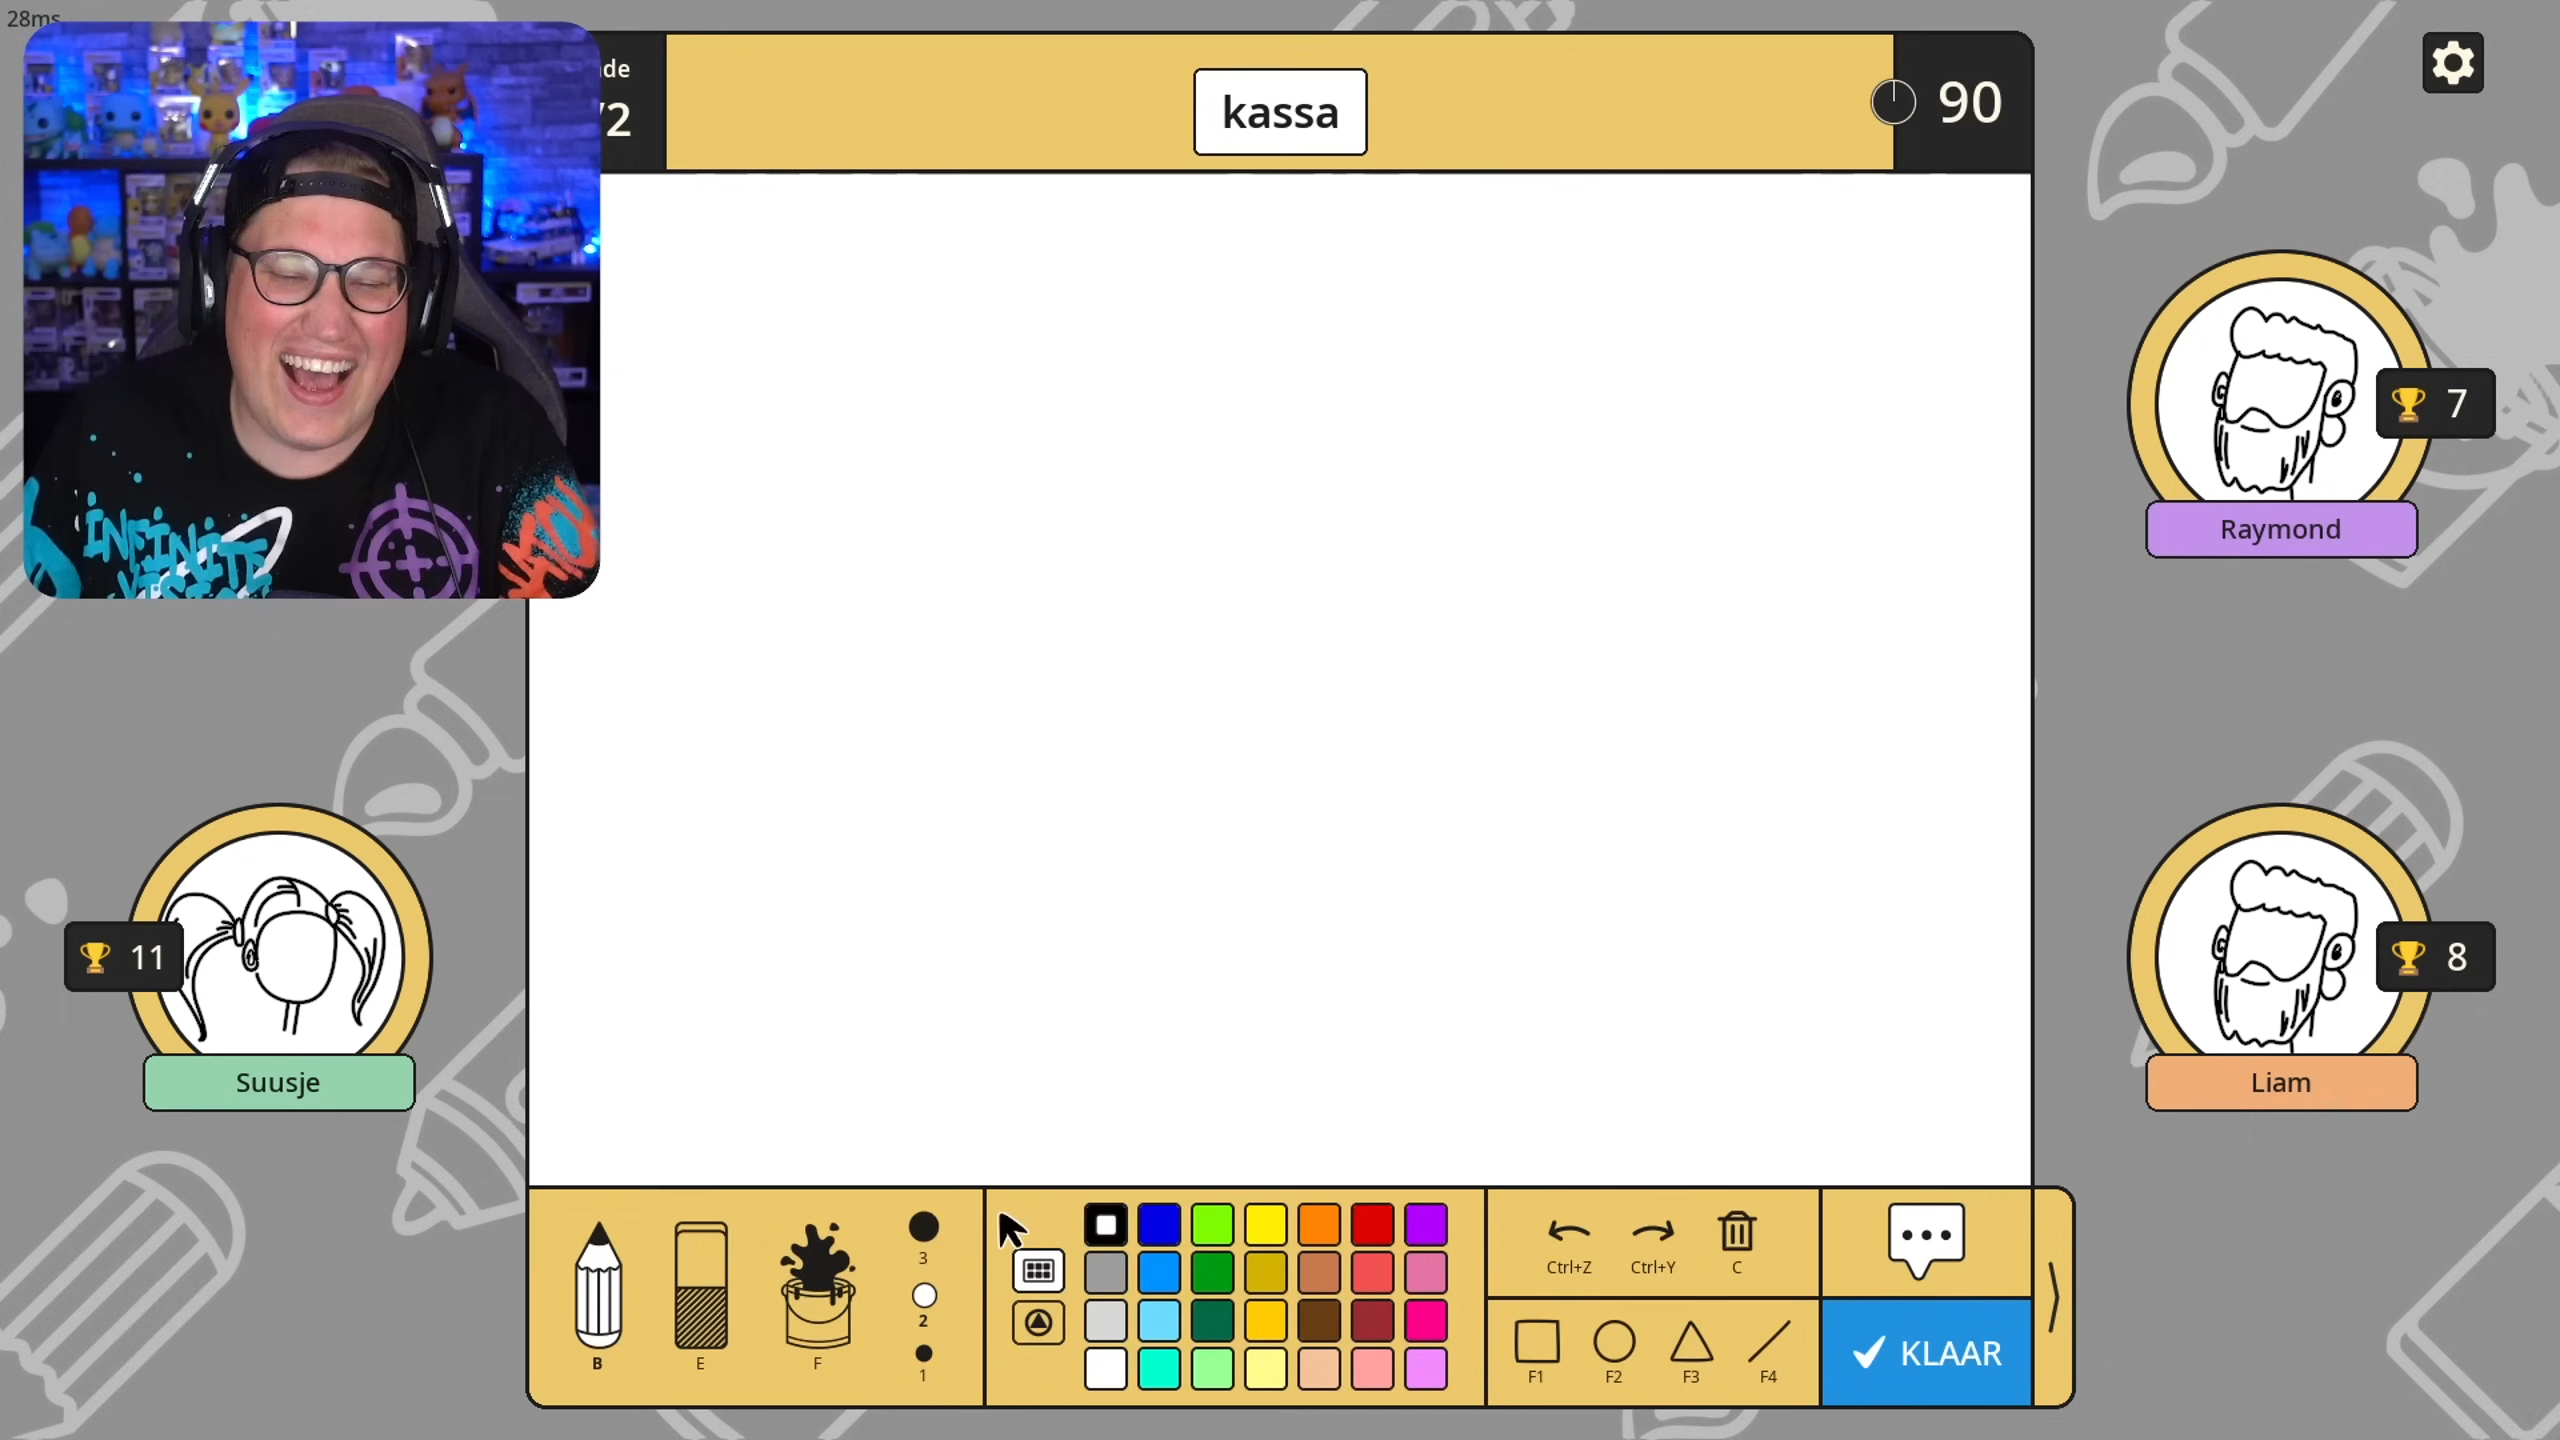 28ms
de
/2
kassa
90
INFINITE
7
Raymond
11
Suusje
8
Liam
B
E
F
3
2
1
Ctrl+Z
Ctrl+Y
C
F1
F2
F3
F4
KLAAR